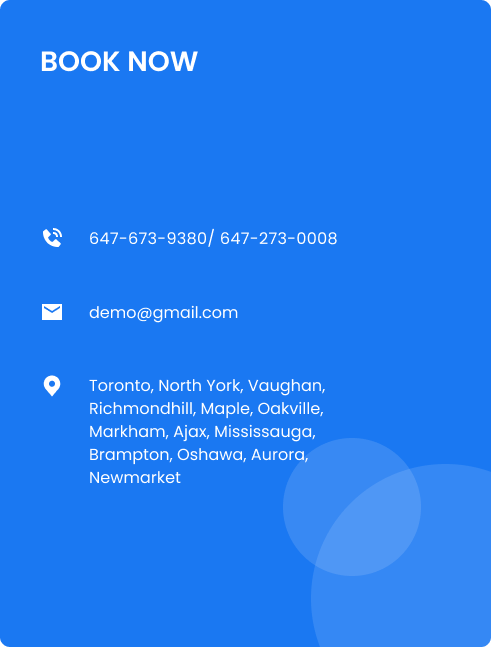 BOOK NOW
647-673-9380/ 647-273-0008
demo@gmail.com
Toronto, North York, Vaughan,
Richmondhill, Maple, Oakville,
Markham, Ajax, Mississauga,
Brampton, Oshawa, Aurora,
Newmarket